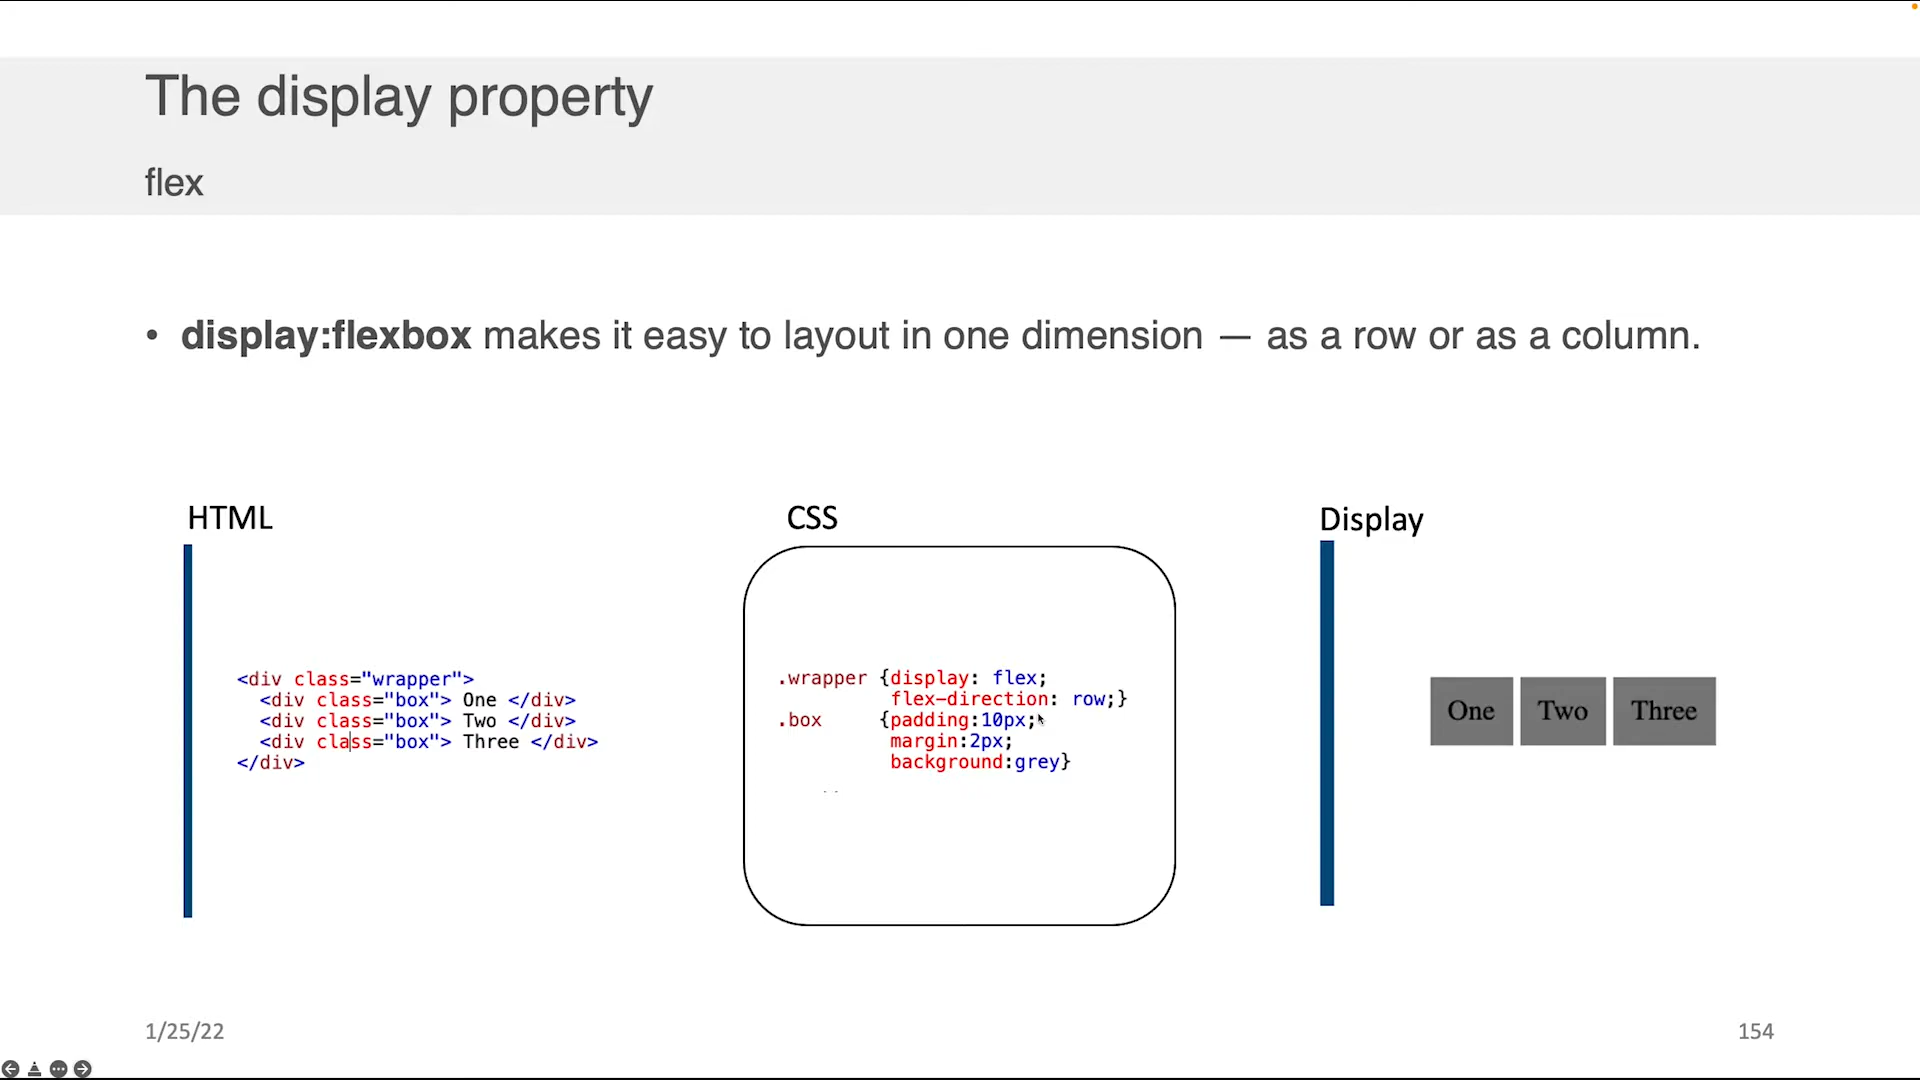 The display property
flex
• display:flexbox makes it easy to layout in one dimension — as a row or as a column.
HTML
<div class="wrapper">
  <div class="box"> One </div>
  <div class="box"> Two </div>
  <div class="box"> Three </div>
</div>
CSS
.wrapper {display: flex;
          flex-direction: row;}
.box     {padding:10px;
          margin:2px;
          background:grey}
Display
One Two Three
1/25/22
154